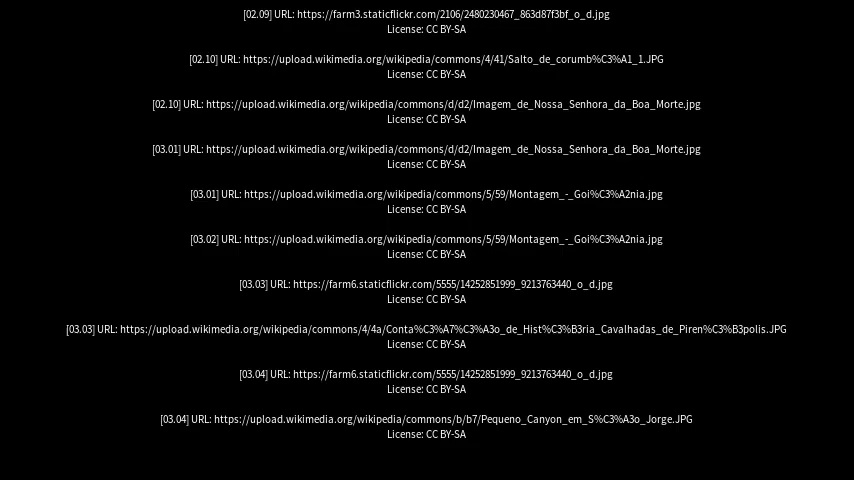 [02.09] URL: https://farm3.staticflickr.com/2106/2480230467_863d87f3bf_o_d.jpg
License: CC BY-SA
[02.10] URL: https://upload.wikimedia.org/wikipedia/commons/4/41/Salto_de_corumb%C3%A1_1.JPG
License: CC BY-SA
[02.10] URL: https://upload.wikimedia.org/wikipedia/commons/d/d2/Imagem_de_Nossa_Senhora_da_Boa_Morte.jpg
License: CC BY-SA
[03.01] URL: https://upload.wikimedia.org/wikipedia/commons/d/d2/Imagem_de_Nossa_Senhora_da_Boa_Morte.jpg
License: CC BY-SA
[03.01] URL: https://upload.wikimedia.org/wikipedia/commons/5/59/Montagem_-_Goi%C3%A2nia.jpg
License: CC BY-SA
[03.02] URL: https://upload.wikimedia.org/wikipedia/commons/5/59/Montagem_-_Goi%C3%A2nia.jpg
License: CC BY-SA
[03.03] URL: https://farm6.staticflickr.com/5555/14252851999_9213763440_o_d.jpg
License: CC BY-SA
[03.03] URL: https://upload.wikimedia.org/wikipedia/commons/4/4a/Conta%C3%A7%C3%A3o_de_Hist%C3%B3ria_Cavalhadas_de_Piren%C3%B3polis.JPG
License: CC BY-SA
[03.04] URL: https://farm6.staticflickr.com/5555/14252851999_9213763440_o_d.jpg
License: CC BY-SA
[03.04] URL: https://upload.wikimedia.org/wikipedia/commons/b/b7/Pequeno_Canyon_em_S%C3%A3o_Jorge.JPG
License: CC BY-SA